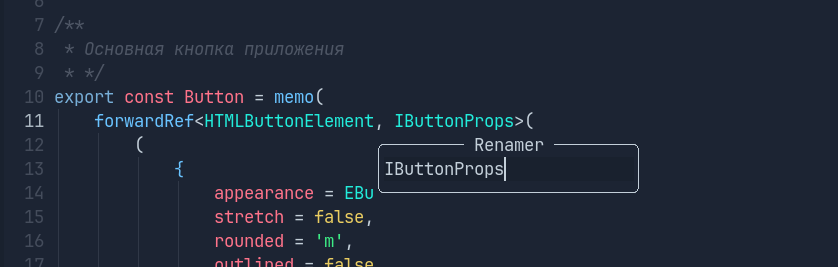 6
7 /**
8 * Основная кнопка приложения
9 * */
10 export const Button = memo(
11 forwardRef<HTMLButtonElement, IButtonProps>(
12 (
Renamer
13 {
IButtonProps
14 appearance = EBu
15 stretch = false,
16 rounded = 'm',
17 outlined = false